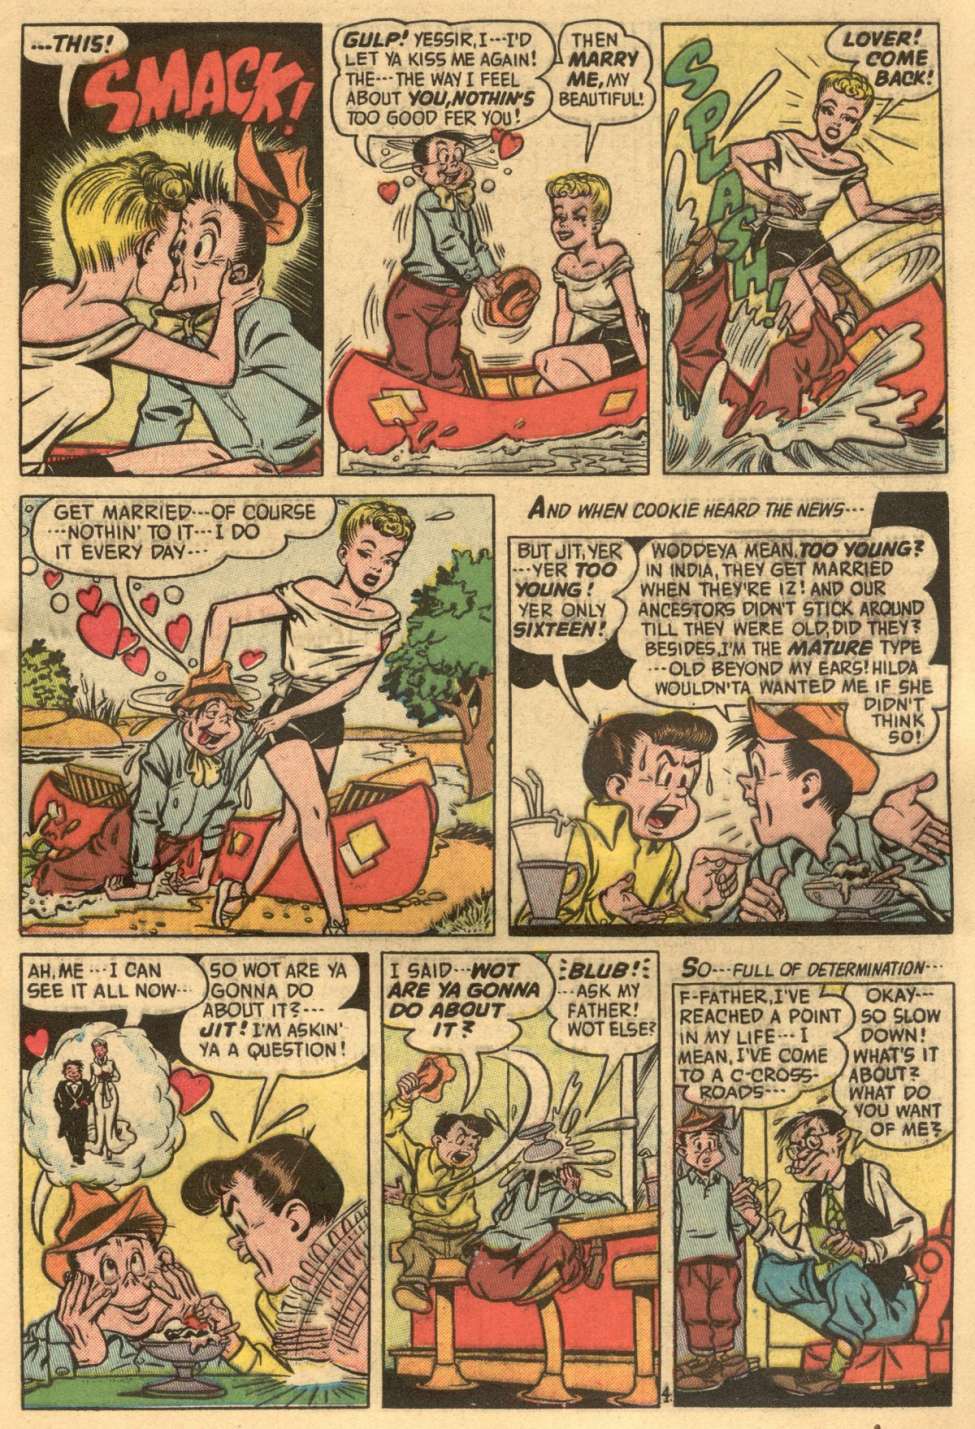 ...THIS!
SMACK!
GULP! YESSIR, I...I'D
LET YA KISS ME AGAIN!
THE...THE WAY I FEEL
ABOUT YOU, NOTHIN'S
TOO GOOD FER YOU!
THEN
MARRY
ME, MY
BEAUTIFUL!
SPLASH!
LOVER!
COME
BACK!
GET MARRIED...OF COURSE
...NOTHIN' TO IT...I DO
IT EVERY DAY...
AND WHEN COOKIE HEARD THE NEWS...
BUT JIT, YER
...YER TOO
YOUNG!
YER ONLY
SIXTEEN!
WODDEYA MEAN, TOO YOUNG?
IN INDIA, THEY GET MARRIED
WHEN THEY'RE 12! AND OUR
ANCESTORS DIDN'T STICK AROUND
TILL THEY WERE OLD, DID THEY?
BESIDES, I'M THE MATURE TYPE
...OLD BEYOND MY EARS! HILDA
WOULDN'TA WANTED ME IF SHE
DIDN'T
THINK
SO!
AH, ME...I CAN
SEE IT ALL NOW...
SO WOT ARE YA
GONNA DO
ABOUT IT?...
JIT! I'M ASKIN'
YA A QUESTION!
I SAID...WOT
ARE YA GONNA
DO ABOUT
IT?
BLUB!
...ASK MY
FATHER!
WOT ELSE?
SO...FULL OF DETERMINATION...
F-FATHER, I'VE
REACHED A POINT
IN MY LIFE...I
MEAN, I'VE COME
TO A C-CROSS-
ROADS...
OKAY...
SO SLOW
DOWN!
WHAT'S IT
ABOUT?
WHAT DO
YOU WANT
OF ME?
4